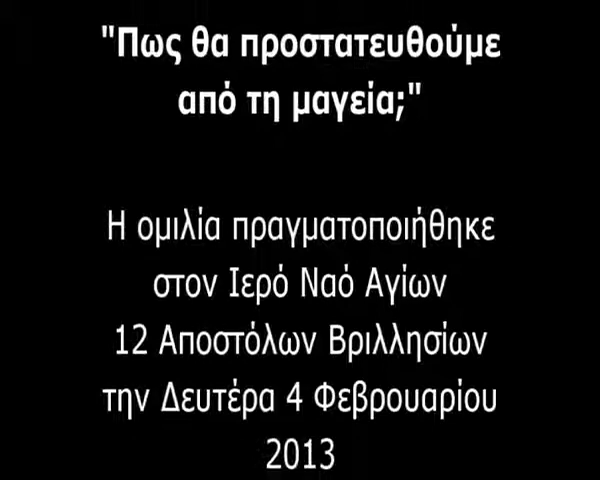 "Πως θα προστατευθούμε
από τη μαγεία;"
Η ομιλία πραγματοποιήθηκε
στον Ιερό Ναό Αγίων
12 Αποστόλων Βριλλησίων
την Δευτέρα 4 Φεβρουαρίου
2013